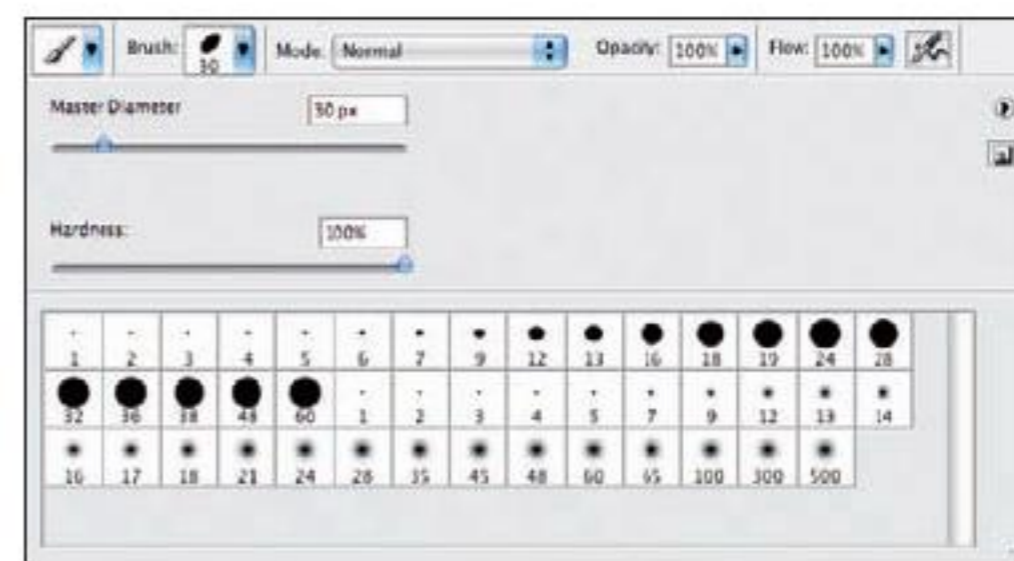 Brush: 30 Mode: Normal Opacity: 100% Flow: 100%
Master Diameter 30 px
Hardness: 100%
1 2 3 4 5 6 7 9 12 13 16 18 19 24 28
32 36 38 48 60 1 2 3 4 5 7 9 12 13 14
16 17 18 21 24 28 35 45 48 60 65 100 300 500